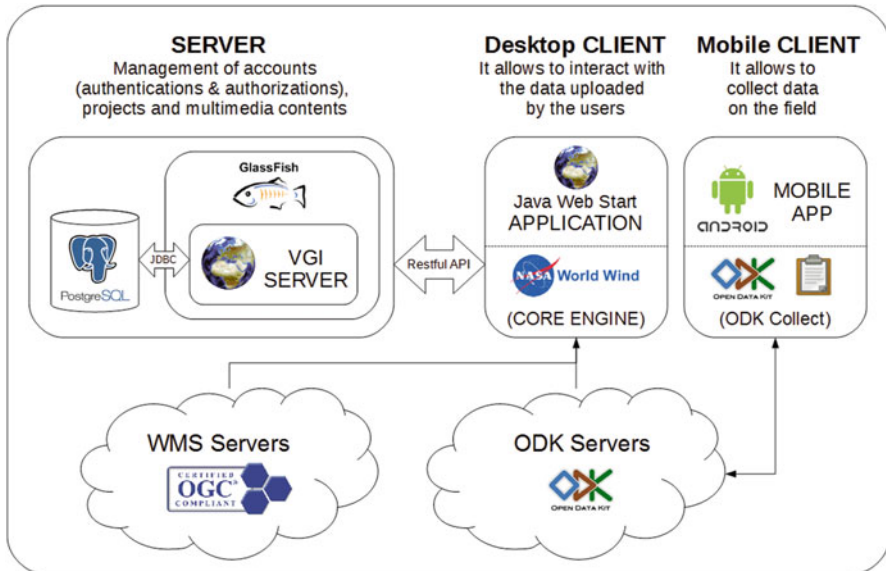 SERVER
Management of accounts
(authentications & authorizations),
projects and multimedia contents
Desktop CLIENT
It allows to interact with
the data uploaded
by the users
Mobile CLIENT
It allows to
collect data
on the field
GlassFish
PostgreSQL
JDBC
VGI
SERVER
Restful API
Java Web Start
APPLICATION
NASA World Wind
(CORE ENGINE)
ANDROID
MOBILE
APP
OPEN DATA KIT
(ODK Collect)
WMS Servers
CERTIFIED
OGC®
COMPLIANT
ODK Servers
OPEN DATA KIT